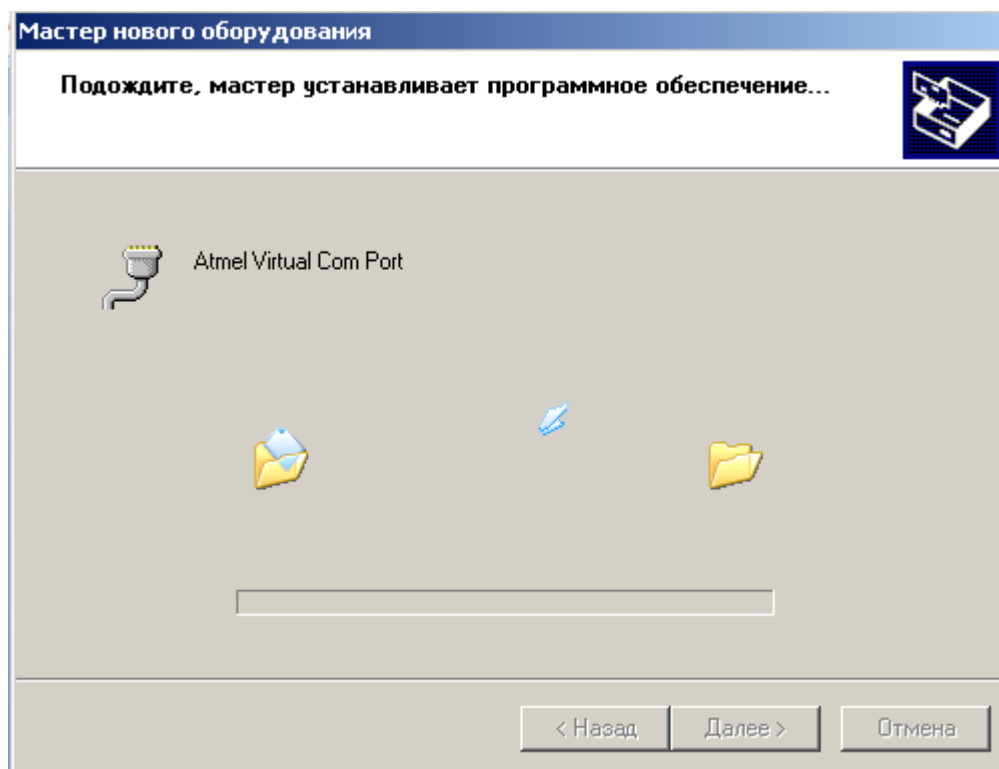 Мастер нового оборудования
Подождите, мастер устанавливает программное обеспечение...
Atmel Virtual Com Port
< Назад
Далее >
Отмена